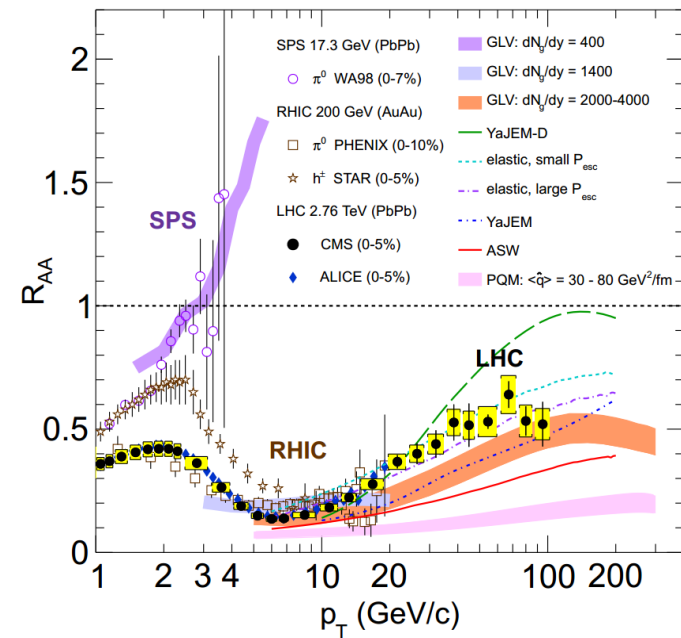 R_AA
2
1.5
1
0.5
0
SPS 17.3 GeV (PbPb)
π⁰ WA98 (0-7%)
RHIC 200 GeV (AuAu)
π⁰ PHENIX (0-10%)
h± STAR (0-5%)
LHC 2.76 TeV (PbPb)
CMS (0-5%)
ALICE (0-5%)
GLV: dN_g/dy = 400
GLV: dN_g/dy = 1400
GLV: dN_g/dy = 2000-4000
YaJEM-D
elastic, small P_esc
elastic, large P_esc
YaJEM
ASW
PQM: <q̂> = 30 - 80 GeV²/fm
SPS
LHC
RHIC
1 2 3 4 10 20 100 200
p_T (GeV/c)